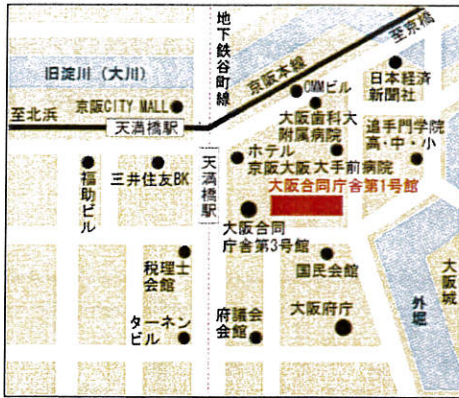 地下鉄谷町線
至京橋
京阪本線
旧淀川（大川）
OMMビル
日本経済
新聞社
至北浜
京阪CITY MALL
天満橋駅
大阪歯科大
附属病院
追手門学院
高・中・小
ホテル
京阪大阪
大手前病院
三井住友BK
福助ビル
天満橋駅
大阪合同庁舎第1号館
大阪合同
庁舎第3号館
税理士
会館
国民会館
大阪城
外堀
ターネン
ビル
府議会
会館
大阪府庁